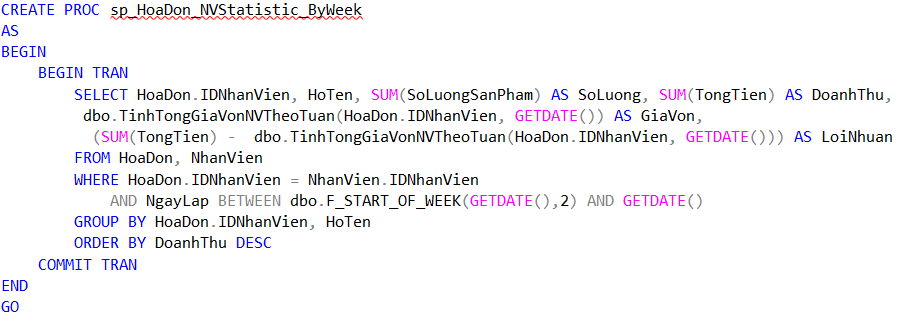 CREATE PROC sp_HoaDon_NVStatistic_ByWeek
AS
BEGIN
BEGIN TRAN
SELECT HoaDon.IDNhanVien, HoTen, SUM(SoLuongSanPham) AS SoLuong, SUM(TongTien) AS DoanhThu,
dbo.TinhTongGiaVonNVTheoTuan(HoaDon.IDNhanVien, GETDATE()) AS GiaVon,
(SUM(TongTien) - dbo.TinhTongGiaVonNVTheoTuan(HoaDon.IDNhanVien, GETDATE())) AS LoiNhuan
FROM HoaDon, NhanVien
WHERE HoaDon.IDNhanVien = NhanVien.IDNhanVien
AND NgayLap BETWEEN dbo.F_START_OF_WEEK(GETDATE(),2) AND GETDATE()
GROUP BY HoaDon.IDNhanVien, HoTen
ORDER BY DoanhThu DESC
COMMIT TRAN
END
GO